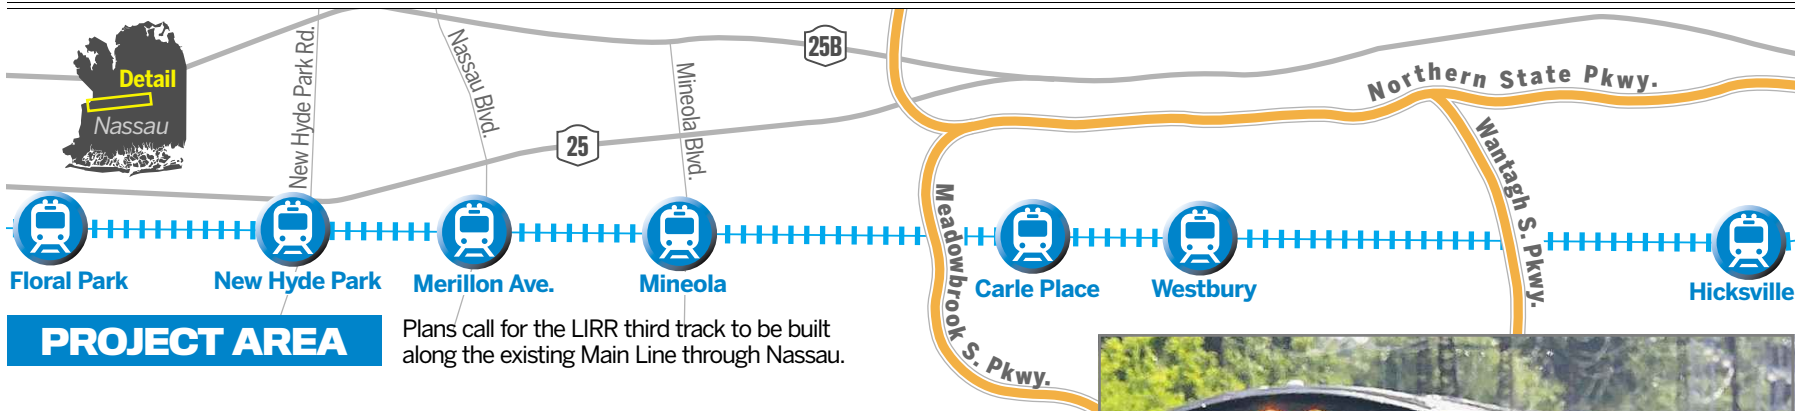 Detail
Nassau
New Hyde Park Rd.
Nassau Blvd.
Mineola Blvd.
25B
25
Northern State Pkwy.
Wantagh S. Pkwy.
Meadowbrook S. Pkwy.
Floral Park
New Hyde Park
Merillon Ave.
Mineola
Carle Place
Westbury
Hicksville
PROJECT AREA
Plans call for the LIRR third track to be built
along the existing Main Line through Nassau.